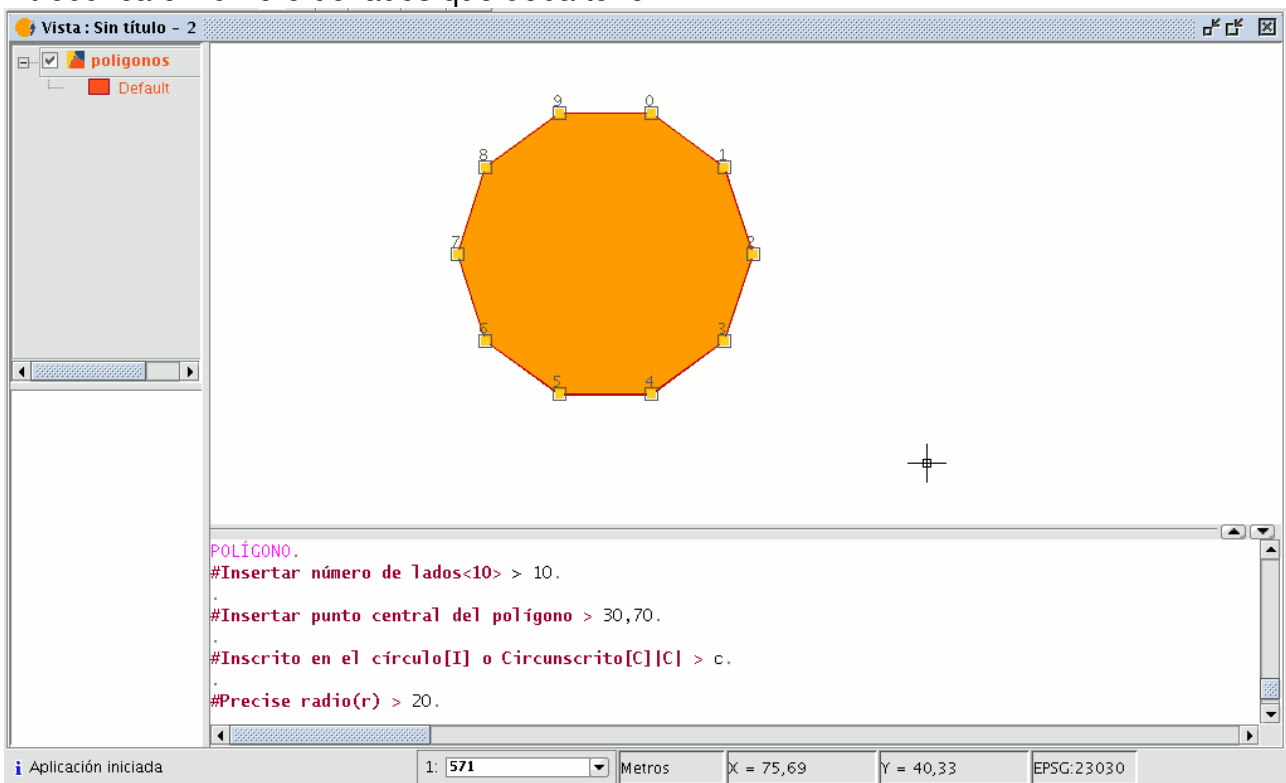 Vista : Sin título - 2
poligonos
Default
9 0
8 1
7 2
6 3
5 4
POLÍGONO.
#Insertar número de lados<10> > 10.
.
#Insertar punto central del polígono > 30,70.
.
#Inscrito en el círculo[I] o Circunscrito[C]|C| > c.
.
#Precise radio(r) > 20.
Aplicación iniciada 1: 571 Metros X = 75,69 Y = 40,33 EPSG:23030